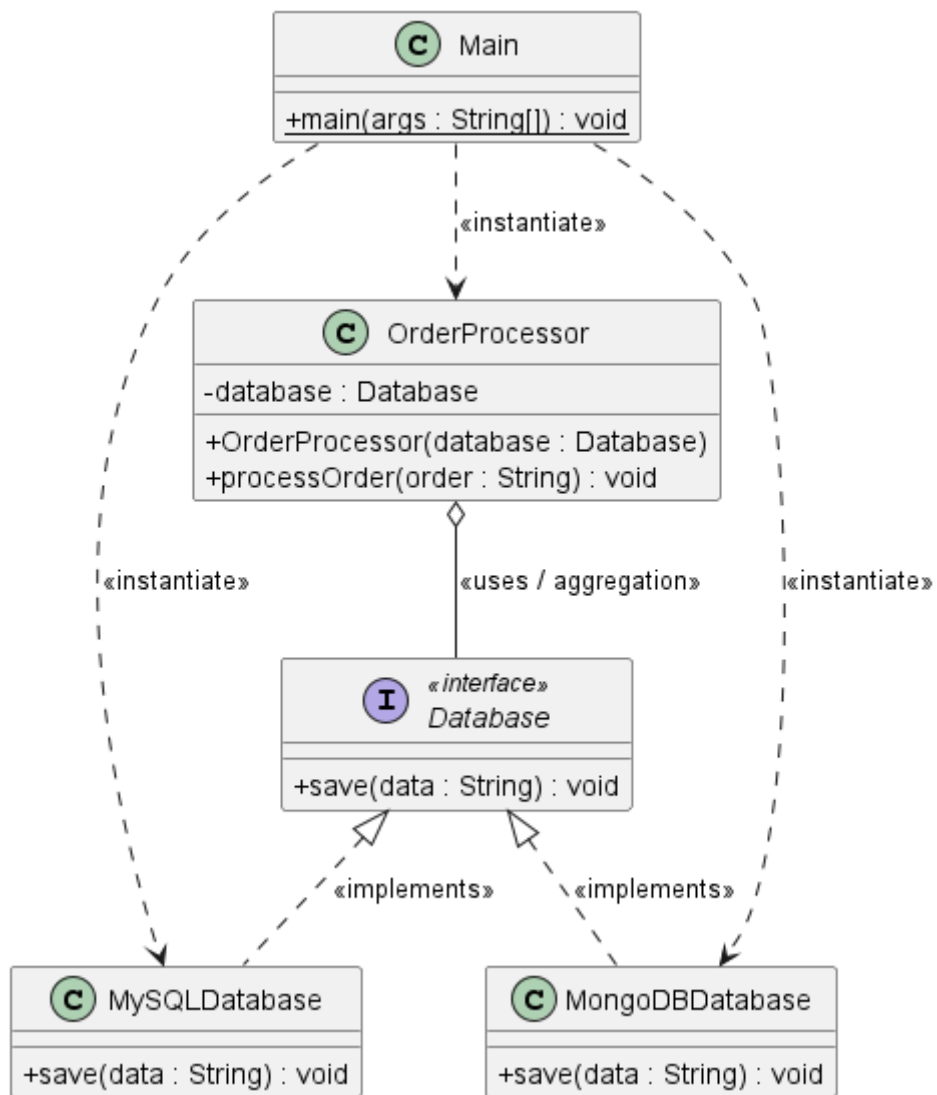 C Main
+main(args : String[]) : void
«instantiate»
C OrderProcessor
-database : Database
+OrderProcessor(database : Database)
+processOrder(order : String) : void
«instantiate»
«uses / aggregation»
«instantiate»
I «interface»
Database
+save(data : String) : void
«implements»
«implements»
C MySQLDatabase
+save(data : String) : void
C MongoDBDatabase
+save(data : String) : void